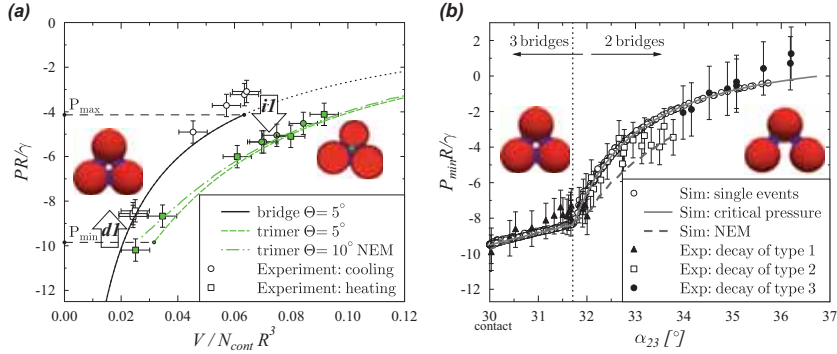 (a)
0
-2
-4
-6
-8
-10
-12
PR/γ
P_max
P_min
i1
d1
bridge Θ= 5°
trimer Θ= 5°
trimer Θ= 10° NEM
Experiment: cooling
Experiment: heating
0.00 0.02 0.04 0.06 0.08 0.10 0.12
V / N_cont R^3
(b)
2
0
-2
-4
-6
-8
-10
-12
P_min R/γ
3 bridges
2 bridges
Sim: single events
Sim: critical pressure
Sim: NEM
Exp: decay of type 1
Exp: decay of type 2
Exp: decay of type 3
30 31 32 33 34 35 36 37
contact
α_23 [°]